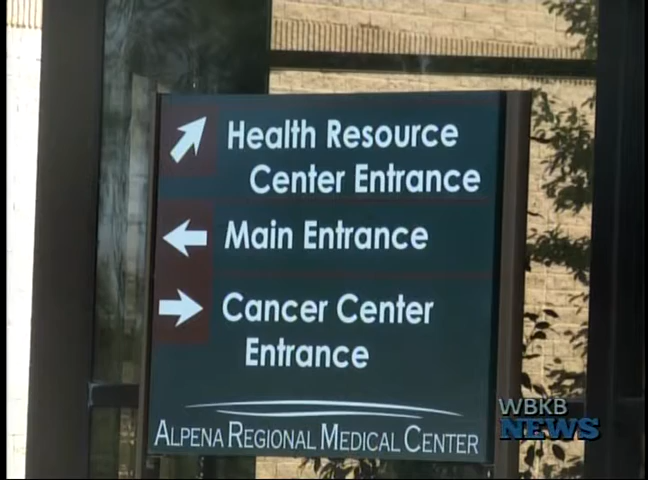 Health Resource
Center Entrance
Main Entrance
Cancer Center
Entrance
ALPENA REGIONAL MEDICAL CENTER
WBKB
NEWS